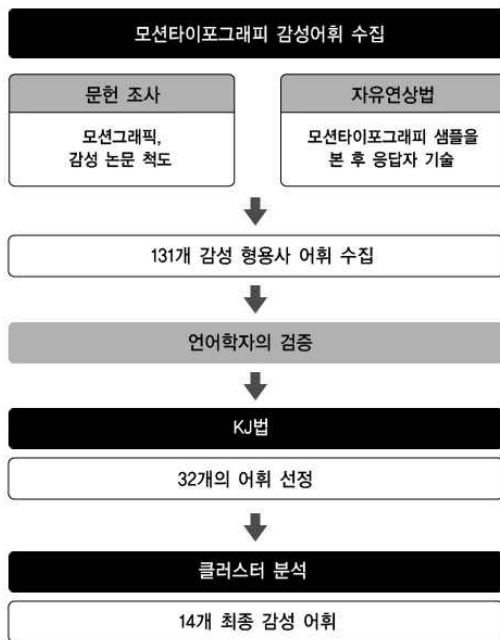 모션타이포그래피 감성어휘 수집
문헌 조사
모션그래픽,
감성 논문 척도
자유연상법
모션타이포그래피 샘플을
본 후 응답자 기술
131개 감성 형용사 어휘 수집
언어학자의 검증
KJ법
32개의 어휘 선정
클러스터 분석
14개 최종 감성 어휘